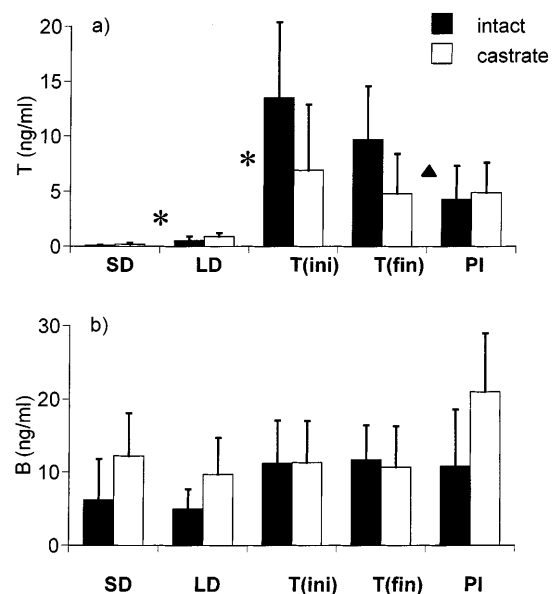 a)
intact
castrate
T (ng/ml)
20
15
10
5
0
*
*
▲
SD LD T(ini) T(fin) PI
b)
B (ng/ml)
30
20
10
0
SD LD T(ini) T(fin) PI